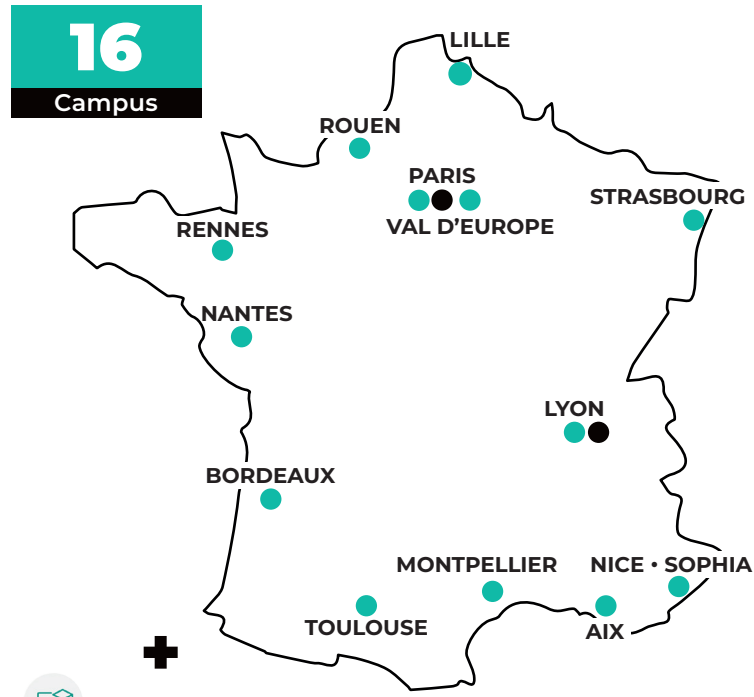 16
Campus
LILLE
ROUEN
PARIS
VAL D’EUROPE
STRASBOURG
RENNES
NANTES
LYON
BORDEAUX
MONTPELLIER
NICE • SOPHIA
TOULOUSE
AIX